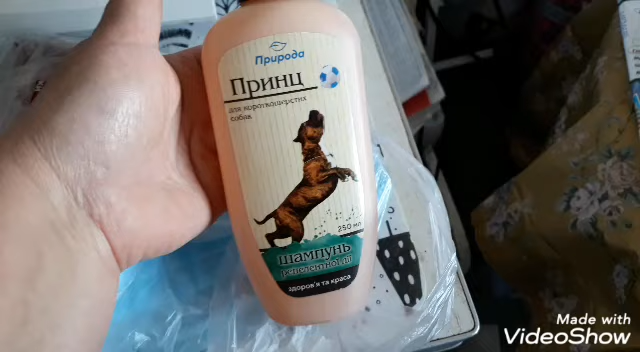 Природа
Принц
для короткошерстих
собак
250 мл
шампунь
репелентний
здоров'я та краса
Made with
VideoShow